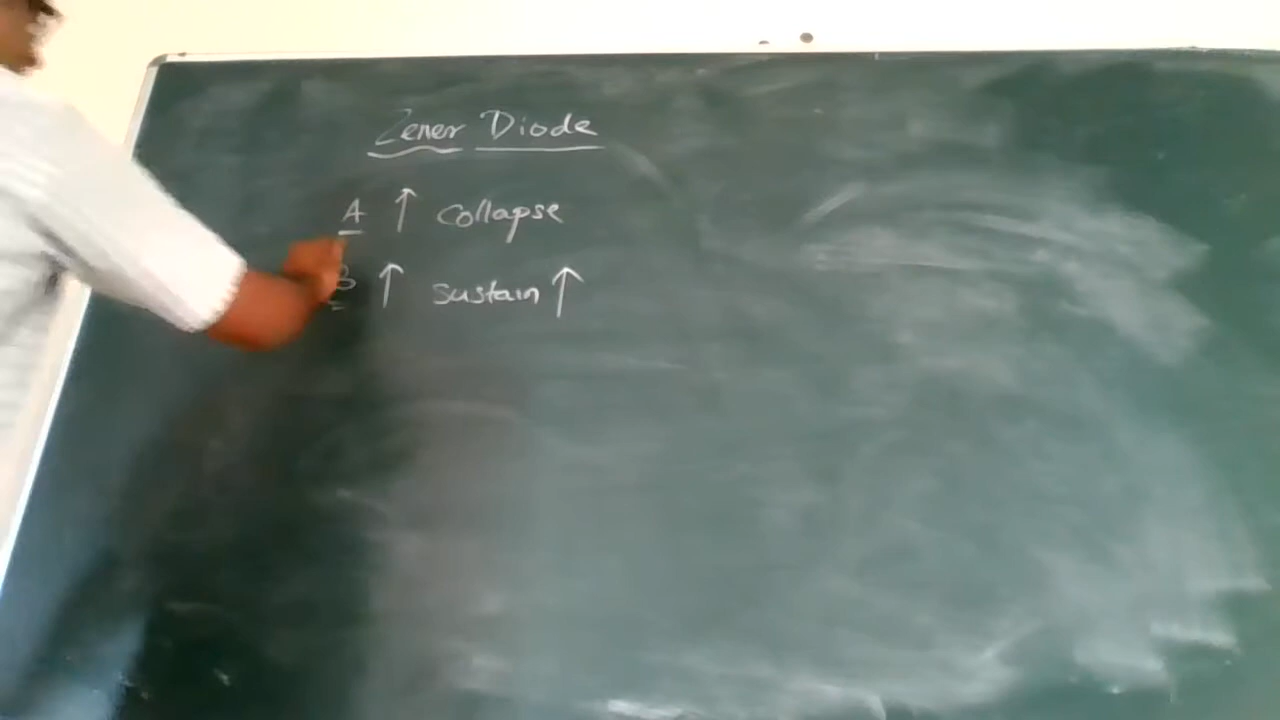 Zener Diode
A ↑ Collapse
B ↑ sustain ↑